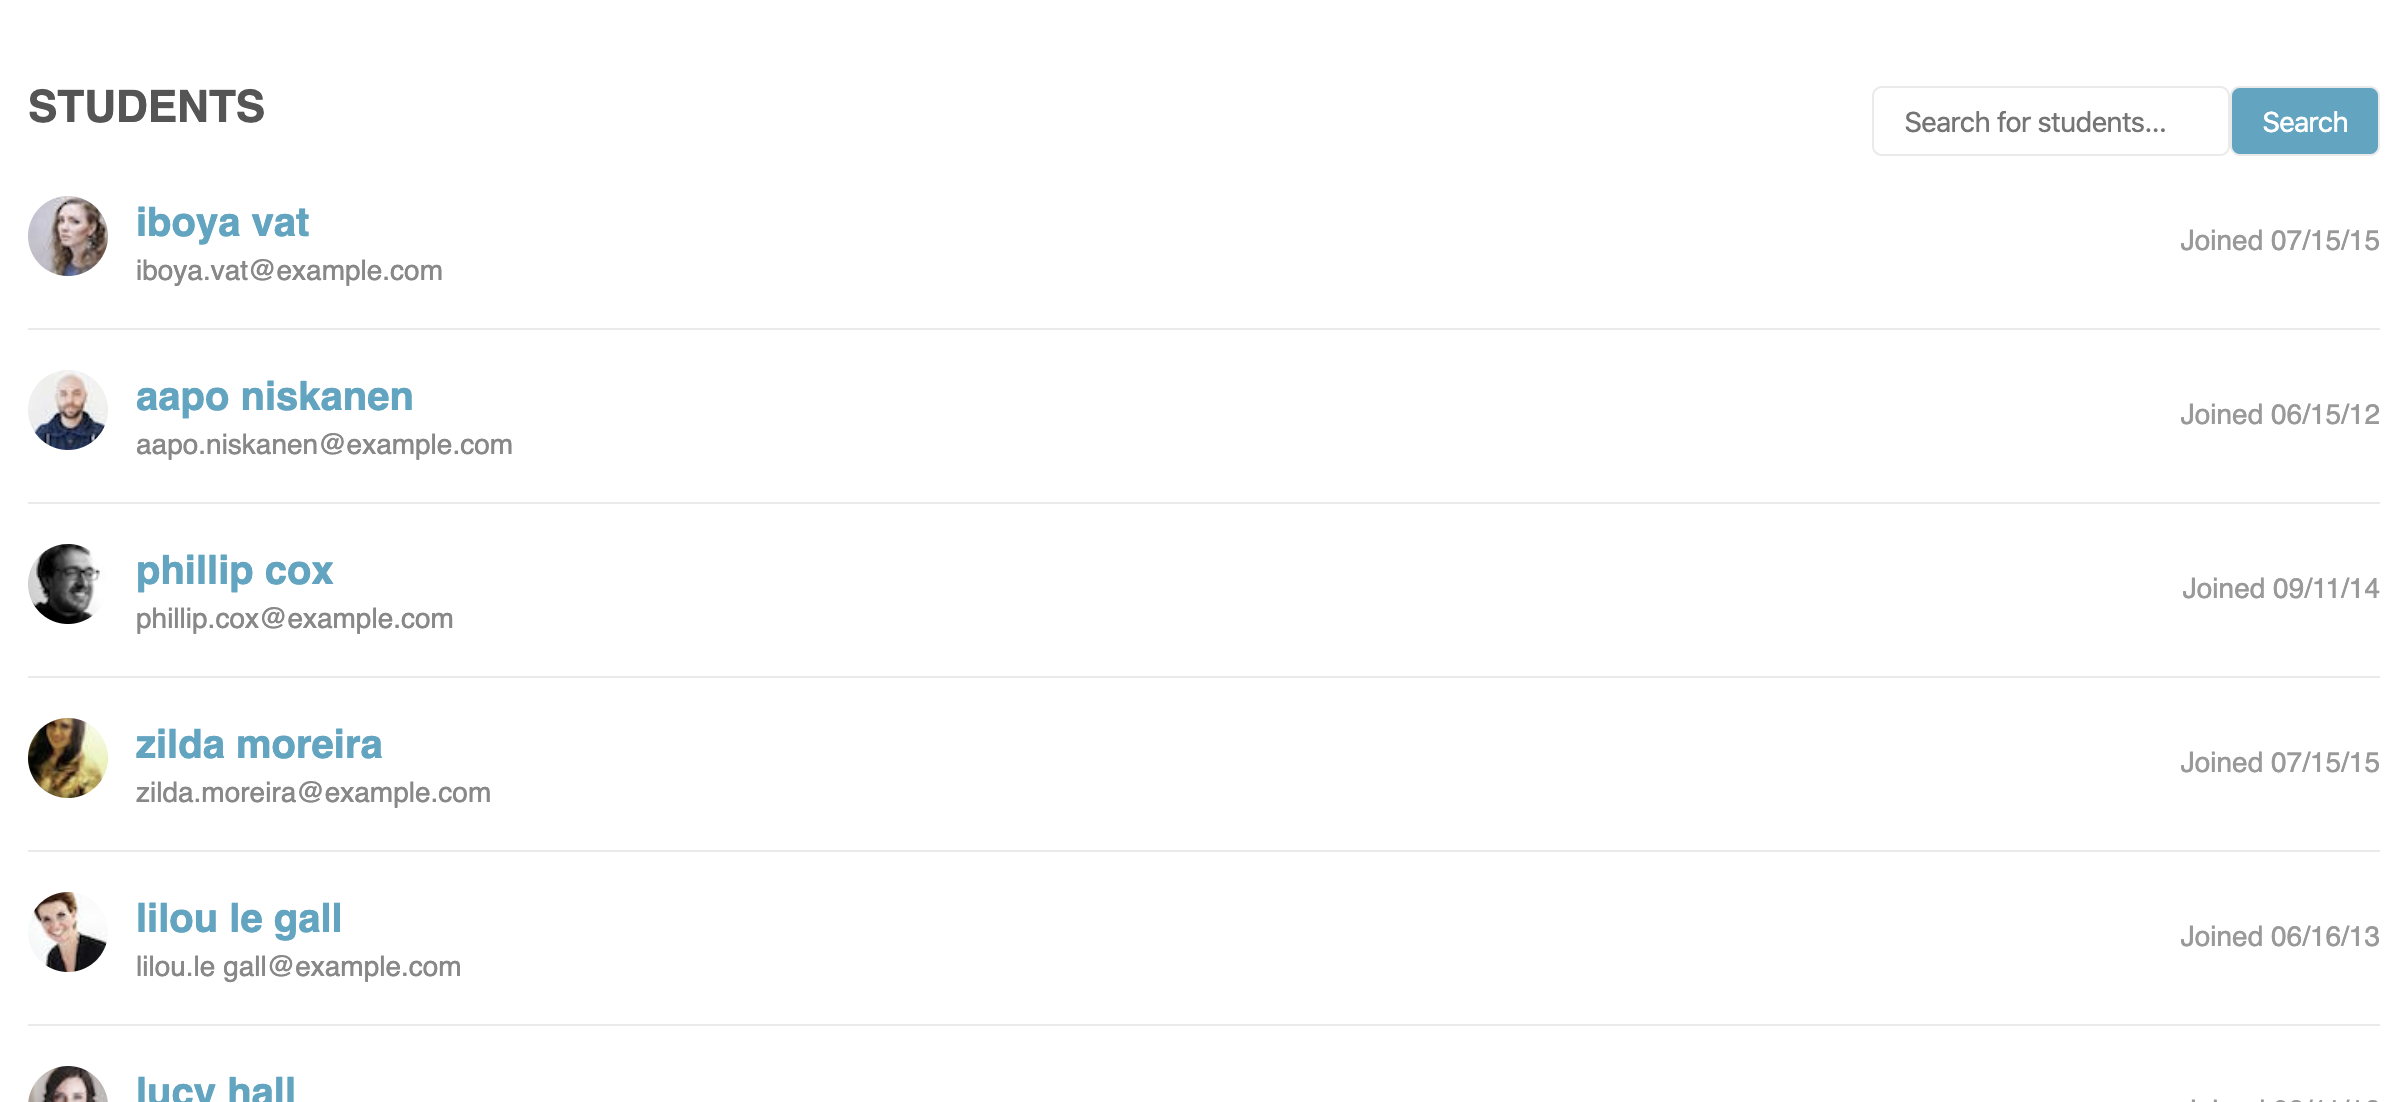 STUDENTS
Search for students...
Search
iboya vat
iboya.vat@example.com
Joined 07/15/15
aapo niskanen
aapo.niskanen@example.com
Joined 06/15/12
phillip cox
phillip.cox@example.com
Joined 09/11/14
zilda moreira
zilda.moreira@example.com
Joined 07/15/15
lilou le gall
lilou.le gall@example.com
Joined 06/16/13
lucy hall